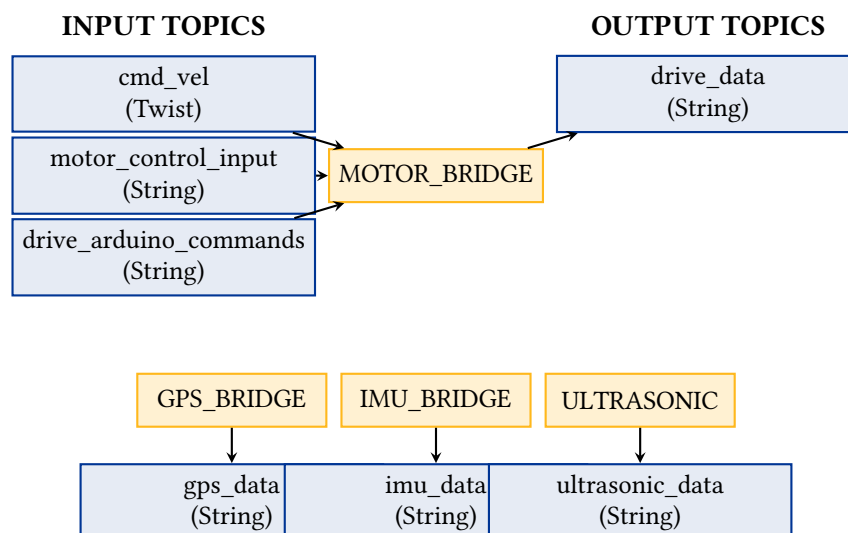 INPUT TOPICS
OUTPUT TOPICS
cmd_vel
(Twist)
drive_data
(String)
motor_control_input
(String)
MOTOR_BRIDGE
drive_arduino_commands
(String)
GPS_BRIDGE
IMU_BRIDGE
ULTRASONIC
gps_data
(String)
imu_data
(String)
ultrasonic_data
(String)